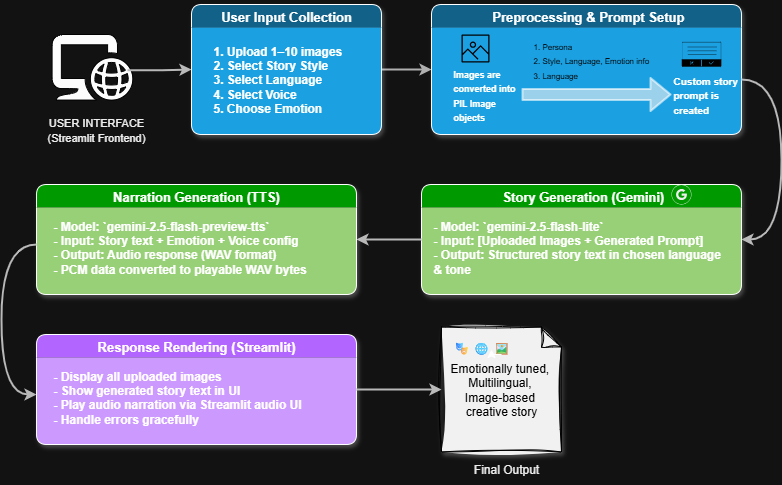 USER INTERFACE
(Streamlit Frontend)
User Input Collection
1. Upload 1–10 images
2. Select Story Style
3. Select Language
4. Select Voice
5. Choose Emotion
Preprocessing & Prompt Setup
Images are
converted into
PIL Image
objects
1. Persona
2. Style, Language, Emotion info
3. Language
Custom story
prompt is
created
Story Generation (Gemini)
G
- Model: `gemini-2.5-flash-lite`
- Input: [Uploaded Images + Generated Prompt]
- Output: Structured story text in chosen language
& tone
Narration Generation (TTS)
- Model: `gemini-2.5-flash-preview-tts`
- Input: Story text + Emotion + Voice config
- Output: Audio response (WAV format)
- PCM data converted to playable WAV bytes
Response Rendering (Streamlit)
- Display all uploaded images
- Show generated story text in UI
- Play audio narration via Streamlit audio UI
- Handle errors gracefully
Emotionally tuned,
Multilingual,
Image-based
creative story
Final Output